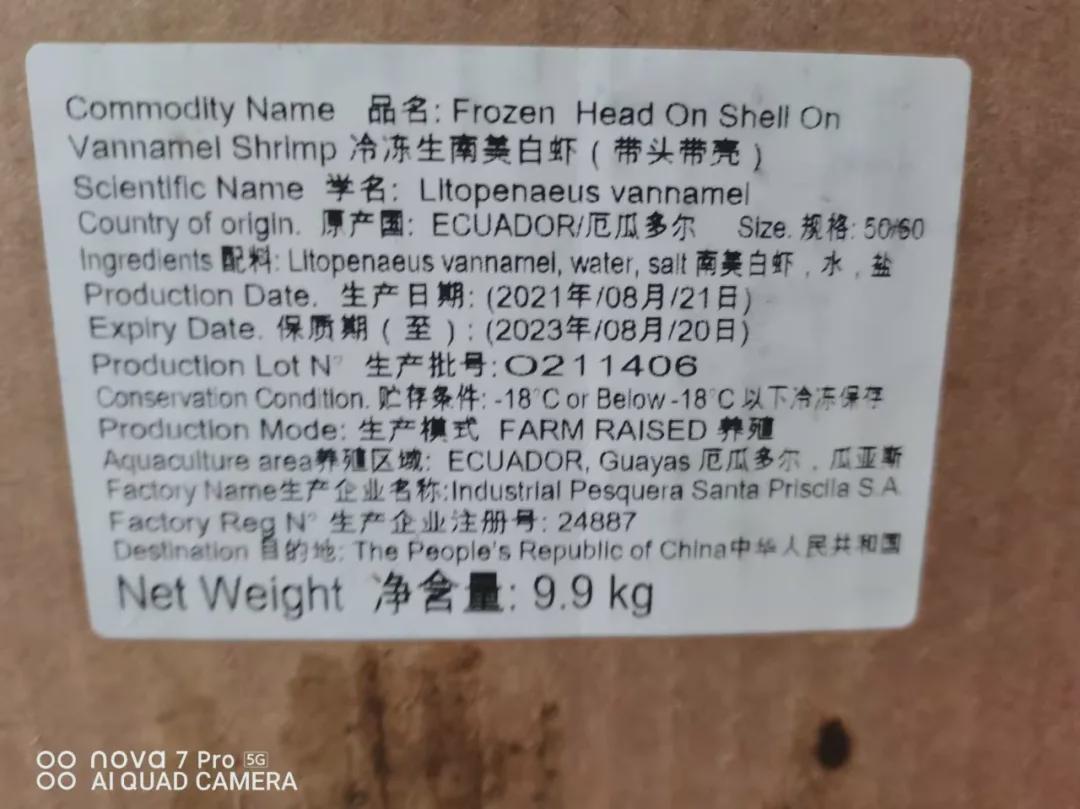 Commodity Name 品名: Frozen Head On Shell On
Vannamei Shrimp 冷冻生南美白虾（带头带壳）
Scientific Name 学名: Litopenaeus vannamei
Country of origin. 原产国: ECUADOR/厄瓜多尔 Size. 规格: 50/60
Ingredients 配料: Litopenaeus vannamei, water, salt 南美白虾，水，盐
Production Date. 生产日期: (2021年/08月/21日)
Expiry Date. 保质期（至）: (2023年/08月/20日)
Production Lot N° 生产批号:O211406
Conservation Condition. 贮存条件: -18°C or Below -18°C 以下冷冻保存
Production Mode: 生产模式 FARM RAISED 养殖
Aquaculture area养殖区域: ECUADOR, Guayas 厄瓜多尔，瓜亚斯
Factory Name生产企业名称:Industrial Pesquera Santa Priscila S.A.
Factory Reg N° 生产企业注册号: 24887
Destination 目的地: The People's Republic of China中华人民共和国
Net Weight 净含量: 9.9 kg
nova 7 Pro 5G
AI QUAD CAMERA